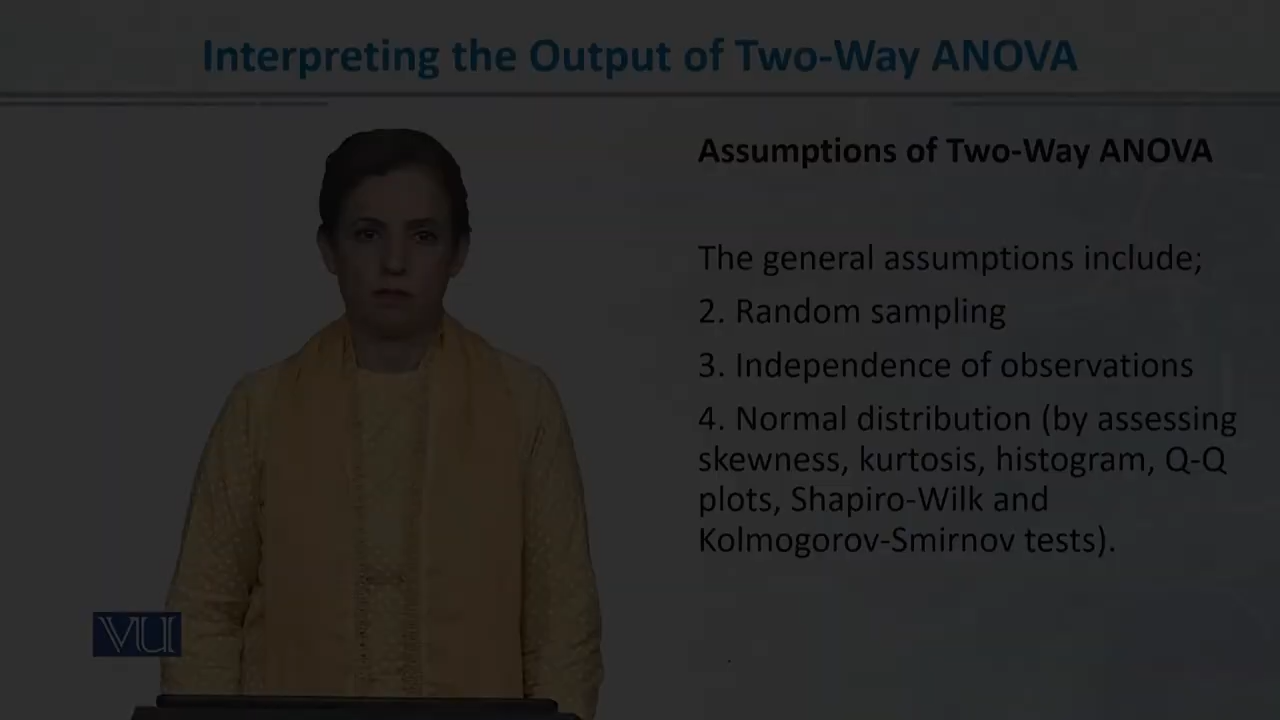 Interpreting the Output of Two-Way ANOVA
Assumptions of Two-Way ANOVA
The general assumptions include;
2. Random sampling
3. Independence of observations
4. Normal distribution (by assessing
skewness, kurtosis, histogram, Q-Q
plots, Shapiro-Wilk and
Kolmogorov-Smirnov tests).
VU